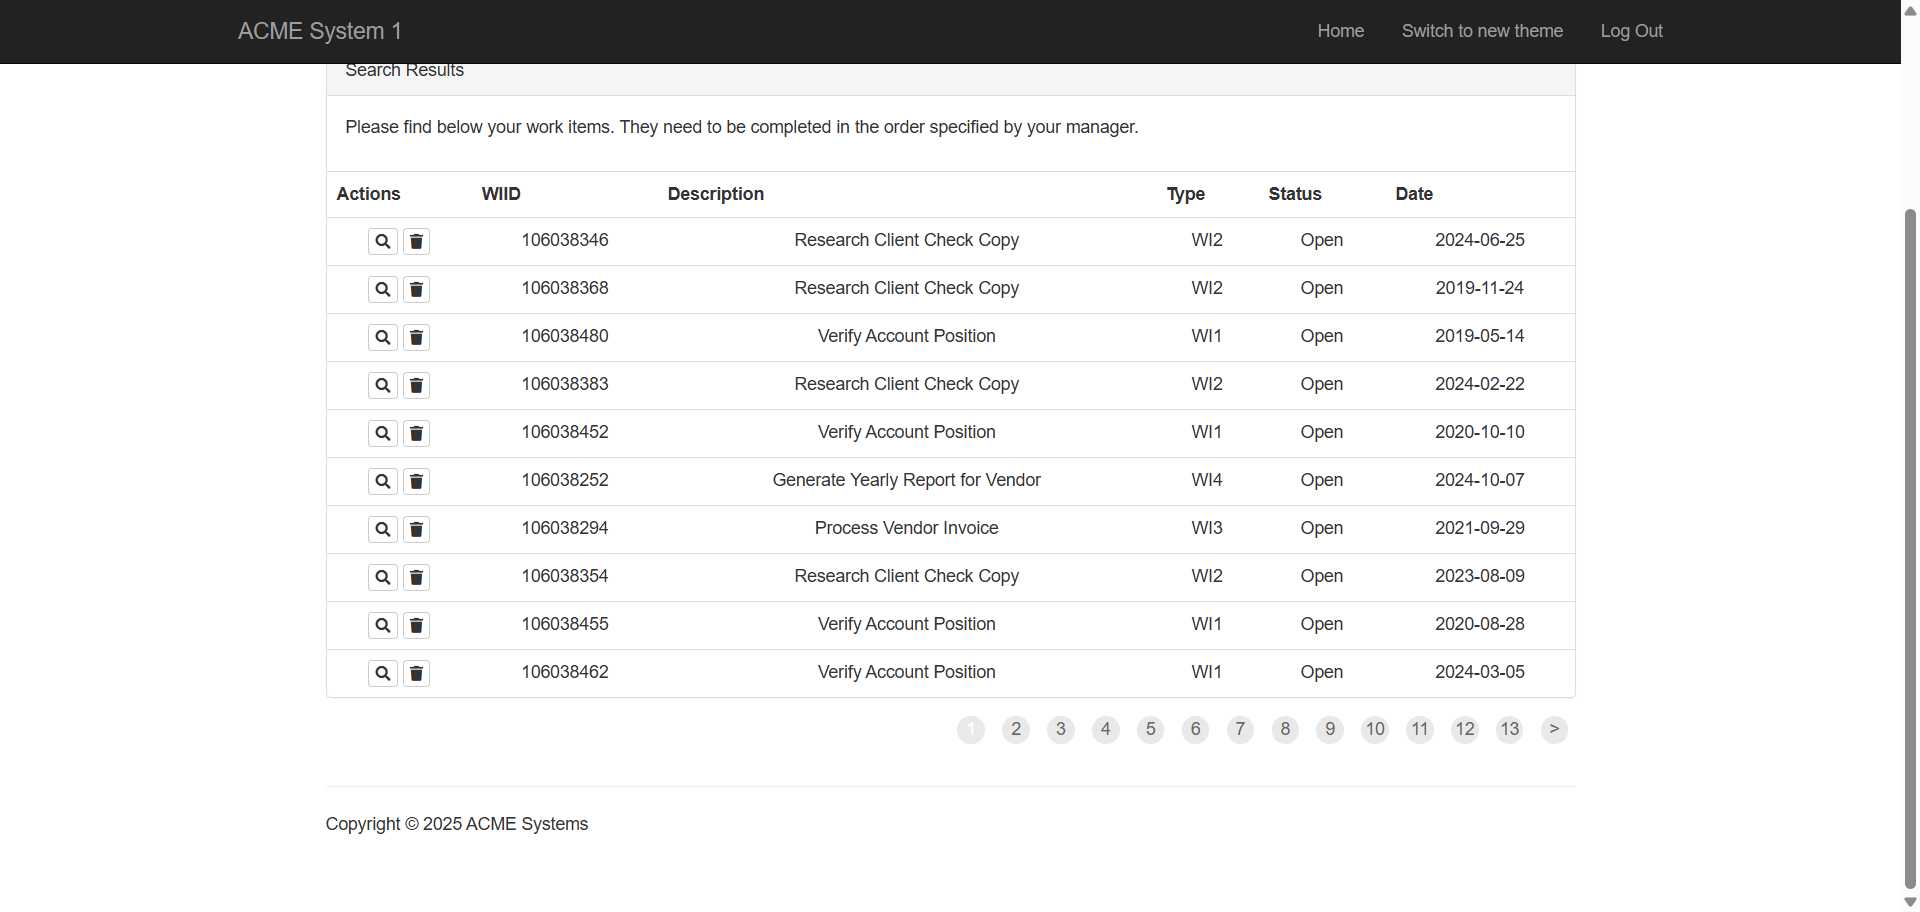 ACME System 1 Home Switch to new theme Log Out
Search Results
Please find below your work items. They need to be completed in the order specified by your manager.
Actions WIID Description Type Status Date
106038346 Research Client Check Copy WI2 Open 2024-06-25
106038368 Research Client Check Copy WI2 Open 2019-11-24
106038480 Verify Account Position WI1 Open 2019-05-14
106038383 Research Client Check Copy WI2 Open 2024-02-22
106038452 Verify Account Position WI1 Open 2020-10-10
106038252 Generate Yearly Report for Vendor WI4 Open 2024-10-07
106038294 Process Vendor Invoice WI3 Open 2021-09-29
106038354 Research Client Check Copy WI2 Open 2023-08-09
106038455 Verify Account Position WI1 Open 2020-08-28
106038462 Verify Account Position WI1 Open 2024-03-05
1 2 3 4 5 6 7 8 9 10 11 12 13 >
Copyright © 2025 ACME Systems